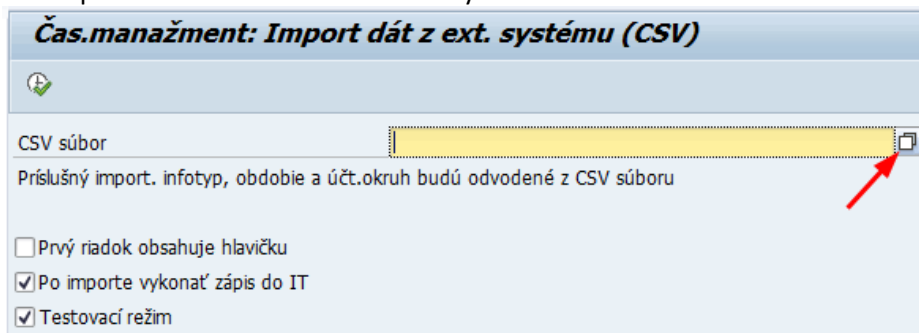 Čas.manažment: Import dát z ext. systému (CSV)
CSV súbor
Príslušný import. infotyp, obdobie a účt.okruh budú odvodené z CSV súboru
Prvý riadok obsahuje hlavičku
Po importe vykonať zápis do IT
Testovací režim